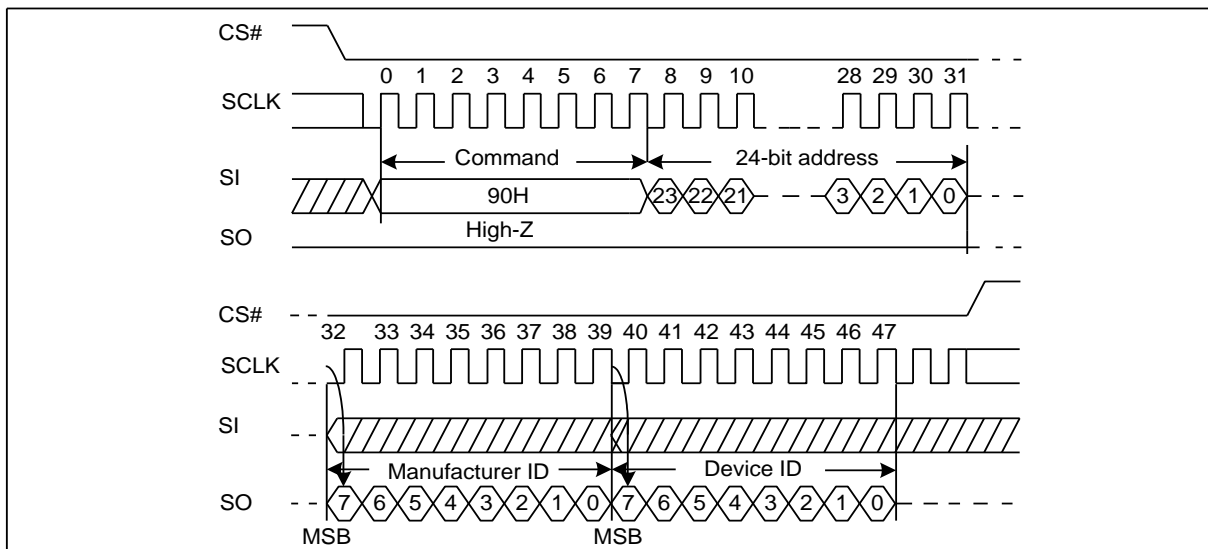 CS#
0 1 2 3 4 5 6 7 8 9 10 28 29 30 31
SCLK
Command 24-bit address
SI
90H 23 22 21 3 2 1 0
High-Z
SO
CS#
32 33 34 35 36 37 38 39 40 41 42 43 44 45 46 47
SCLK
SI
Manufacturer ID Device ID
SO 7 6 5 4 3 2 1 0 7 6 5 4 3 2 1 0
MSB MSB